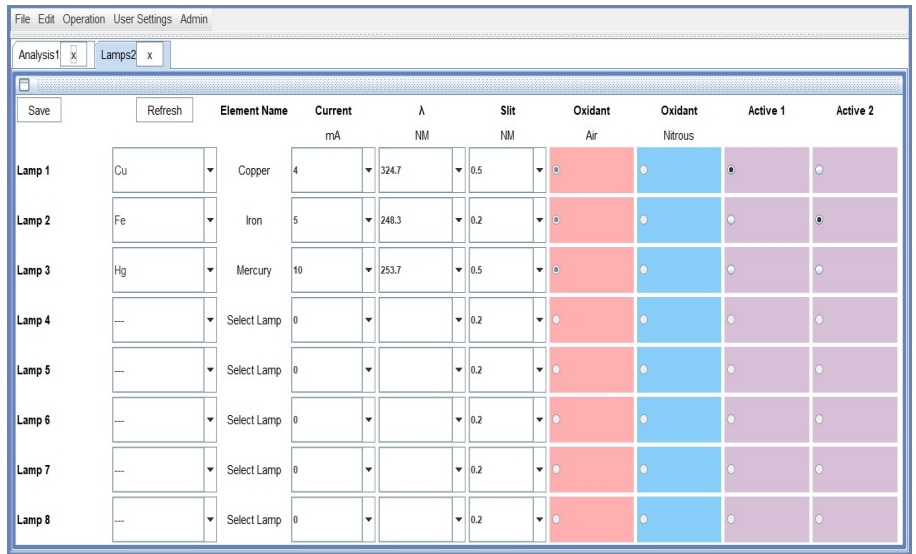 File Edit Operation User Settings Admin
Analysis1 x Lamps2 x
Save Refresh Element Name Current λ Slit Oxidant Oxidant Active 1 Active 2
mA NM NM Air Nitrous
Lamp 1 Cu Copper 4 324.7 0.5
Lamp 2 Fe Iron 5 248.3 0.2
Lamp 3 Hg Mercury 10 253.7 0.5
Lamp 4 --- Select Lamp 0 0.2
Lamp 5 --- Select Lamp 0 0.2
Lamp 6 --- Select Lamp 0 0.2
Lamp 7 --- Select Lamp 0 0.2
Lamp 8 --- Select Lamp 0 0.2